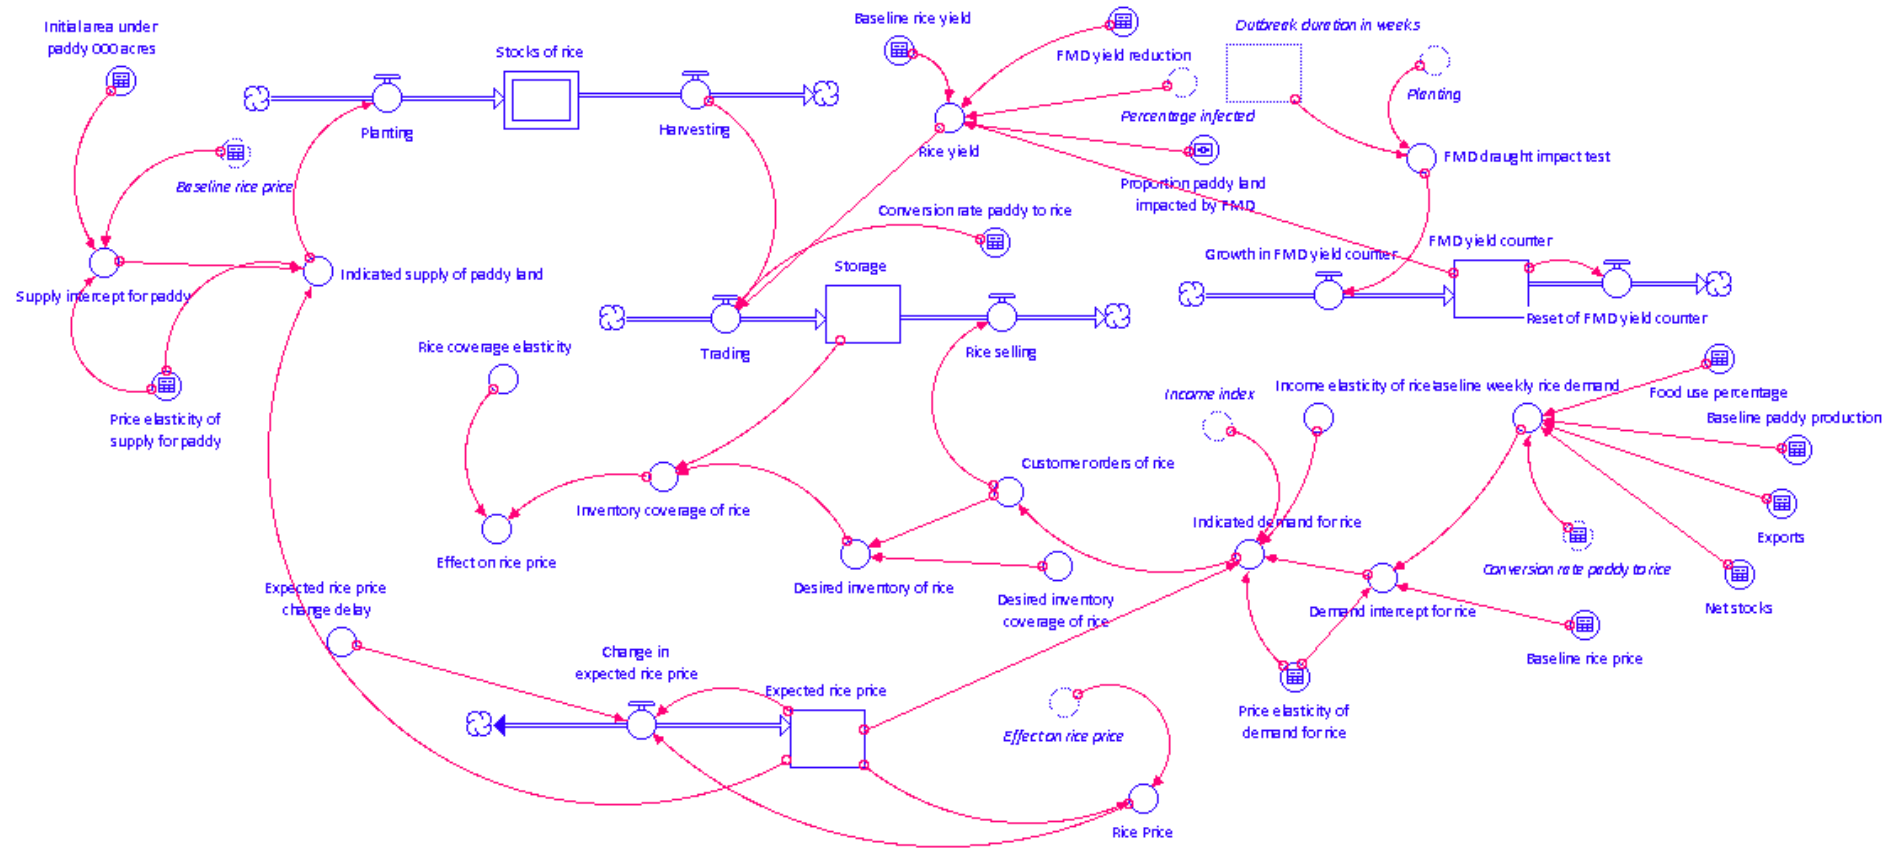 Initial area under
paddy 000 acres
Stocks of rice
Baseline rice yield
Outbreak duration in weeks
FMD yield reduction
Planting
Harvesting
Percentage infected
Planting
Rice yield
FMD draught impact test
Baseline rice price
Proportion paddy land
impacted by FMD
Conversion rate paddy to rice
Indicated supply of paddy land
Storage
Growth in FMD yield counter
FMD yield counter
Supply intercept for paddy
Reset of FMD yield counter
Rice coverage elasticity
Trading
Rice selling
Income index
Income elasticity of rice
aseline weekly rice demand
Food use percentage
Price elasticity of
supply for paddy
Baseline paddy production
Customer orders of rice
Inventory coverage of rice
Indicated demand for rice
Exports
Effect on rice price
Conversion rate paddy to rice
Expected rice price
change delay
Desired inventory of rice
Desired inventory
coverage of rice
Demand intercept for rice
Net stocks
Change in
expected rice price
Baseline rice price
Expected rice price
Effect on rice price
Price elasticity of
demand for rice
Rice Price